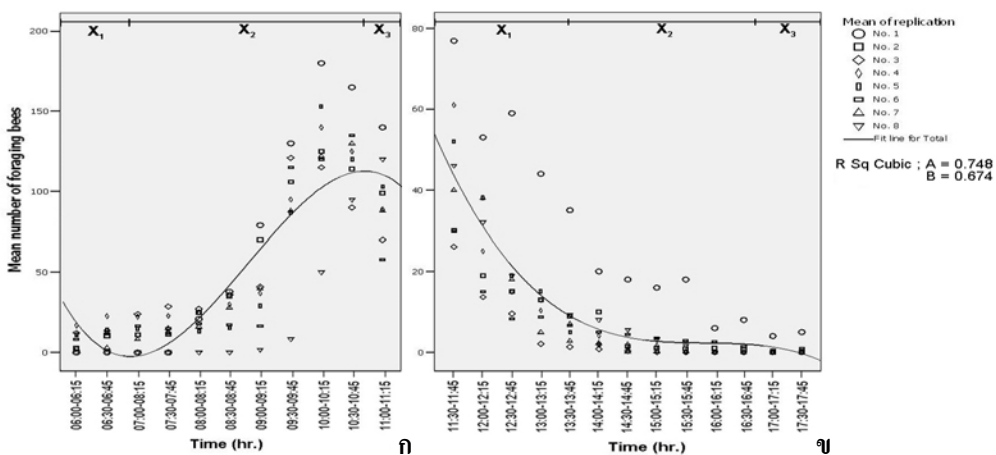 X1
X2
X3
200
150
100
50
0
Mean number of foraging bees
06:00-06:15
06:30-06:45
07:00-08:15
07:30-07:45
08:00-08:15
08:30-08:45
09:00-09:15
09:30-09:45
10:00-10:15
10:30-10:45
11:00-11:15
Time (hr.)
ก
X1
X2
X3
80
60
40
20
0
11:30-11:45
12:00-12:15
12:30-12:45
13:00-13:15
13:30-13:45
14:00-14:15
14:30-14:45
15:00-15:15
15:30-15:45
16:00-16:15
16:30-16:45
17:00-17:15
17:30-17:45
Time (hr.)
ข
Mean of replication
No. 1
No. 2
No. 3
No. 4
No. 5
No. 6
No. 7
No. 8
Fit line for Total
R Sq Cubic ; A = 0.748
B = 0.674